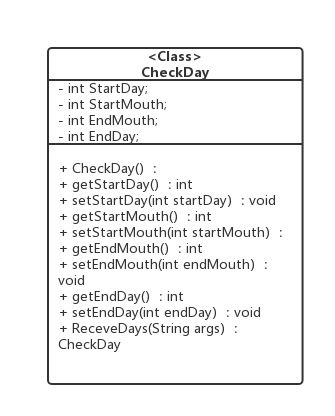 <Class>
CheckDay
- int StartDay;
- int StartMouth;
- int EndMouth;
- int EndDay;
+ CheckDay() :
+ getStartDay() : int
+ setStartDay(int startDay) : void
+ getStartMouth() : int
+ setStartMouth(int startMouth) :
+ getEndMouth() : int
+ setEndMouth(int endMouth) :
void
+ getEndDay() : int
+ setEndDay(int endDay) : void
+ ReceveDays(String args) :
CheckDay